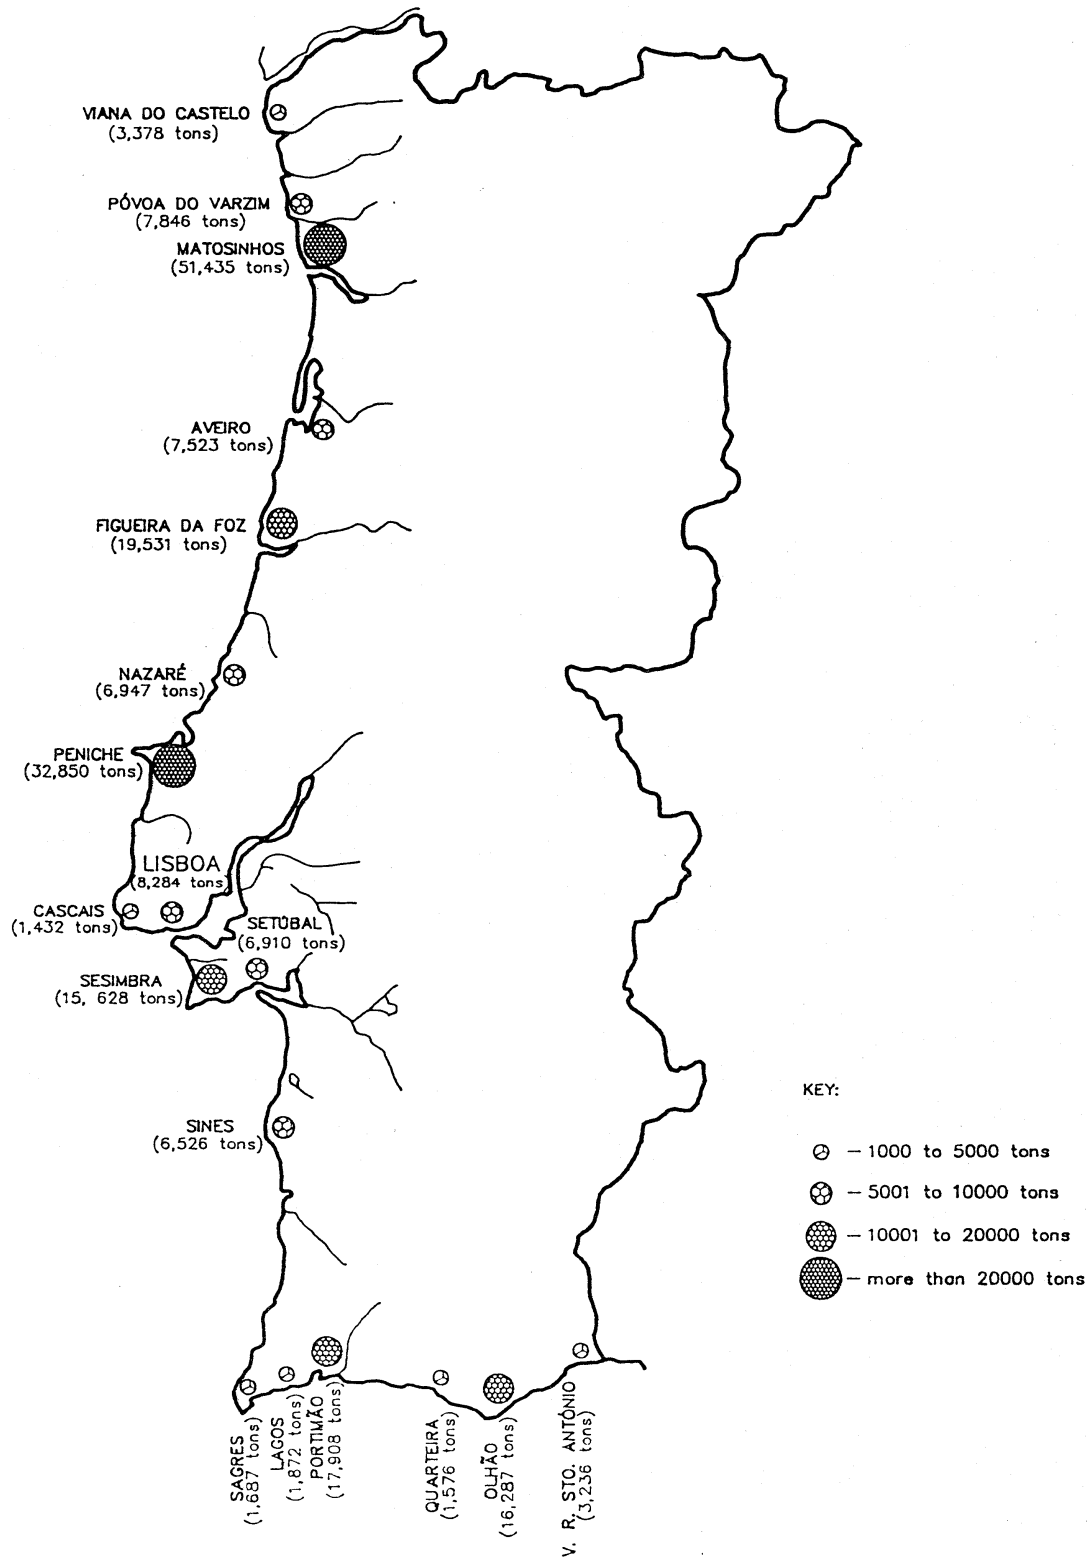 VIANA DO CASTELO
(3,378 tons)
PÓVOA DO VARZIM
(7,846 tons)
MATOSINHOS
(51,435 tons)
AVEIRO
(7,523 tons)
FIGUEIRA DA FOZ
(19,531 tons)
NAZARÉ
(6,947 tons)
PENICHE
(32,850 tons)
LISBOA
(8,284 tons)
CASCAIS
(1,432 tons)
SETÚBAL
(6,910 tons)
SESIMBRA
(15, 628 tons)
SINES
(6,526 tons)
SAGRES
(1,687 tons)
LAGOS
(1,872 tons)
PORTIMÃO
(17,908 tons)
QUARTEIRA
(1,576 tons)
OLHÃO
(16,287 tons)
V. R. STO. ANTÓNIO
(3,236 tons)
KEY:
– 1000 to 5000 tons
– 5001 to 10000 tons
– 10001 to 20000 tons
– more than 20000 tons